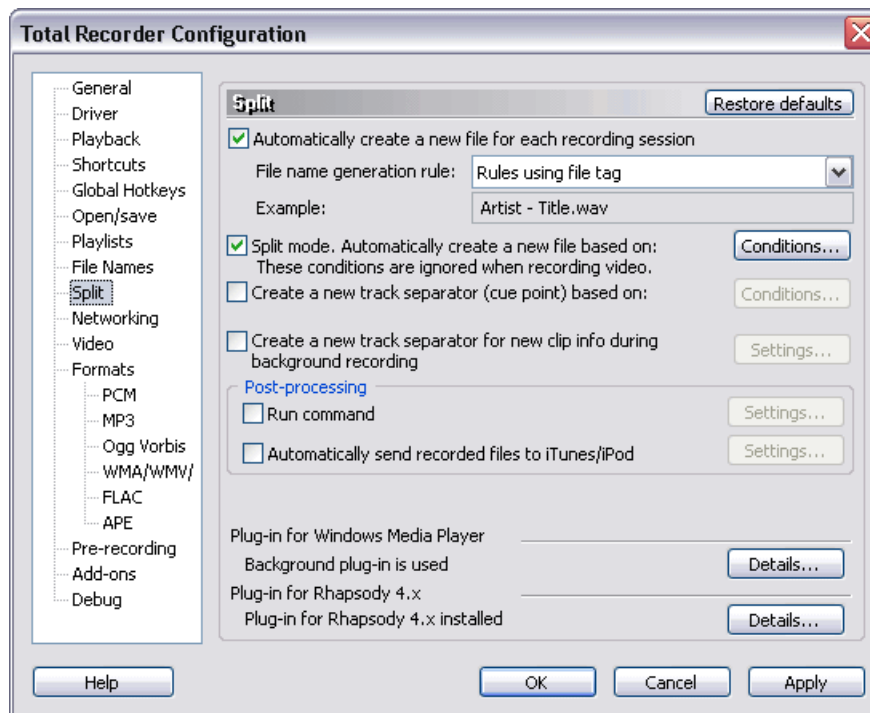 Total Recorder Configuration
General
Driver
Playback
Shortcuts
Global Hotkeys
Open/save
Playlists
File Names
Split
Networking
Video
Formats
PCM
MP3
Ogg Vorbis
WMA/WMV/
FLAC
APE
Pre-recording
Add-ons
Debug
Split
Restore defaults
Automatically create a new file for each recording session
File name generation rule: Rules using file tag
Example: Artist - Title.wav
Split mode. Automatically create a new file based on: Conditions...
These conditions are ignored when recording video.
Create a new track separator (cue point) based on: Conditions...
Create a new track separator for new clip info during
background recording
Settings...
Post-processing
Run command Settings...
Automatically send recorded files to iTunes/iPod Settings...
Plug-in for Windows Media Player
Background plug-in is used Details...
Plug-in for Rhapsody 4.x
Plug-in for Rhapsody 4.x installed Details...
Help OK Cancel Apply